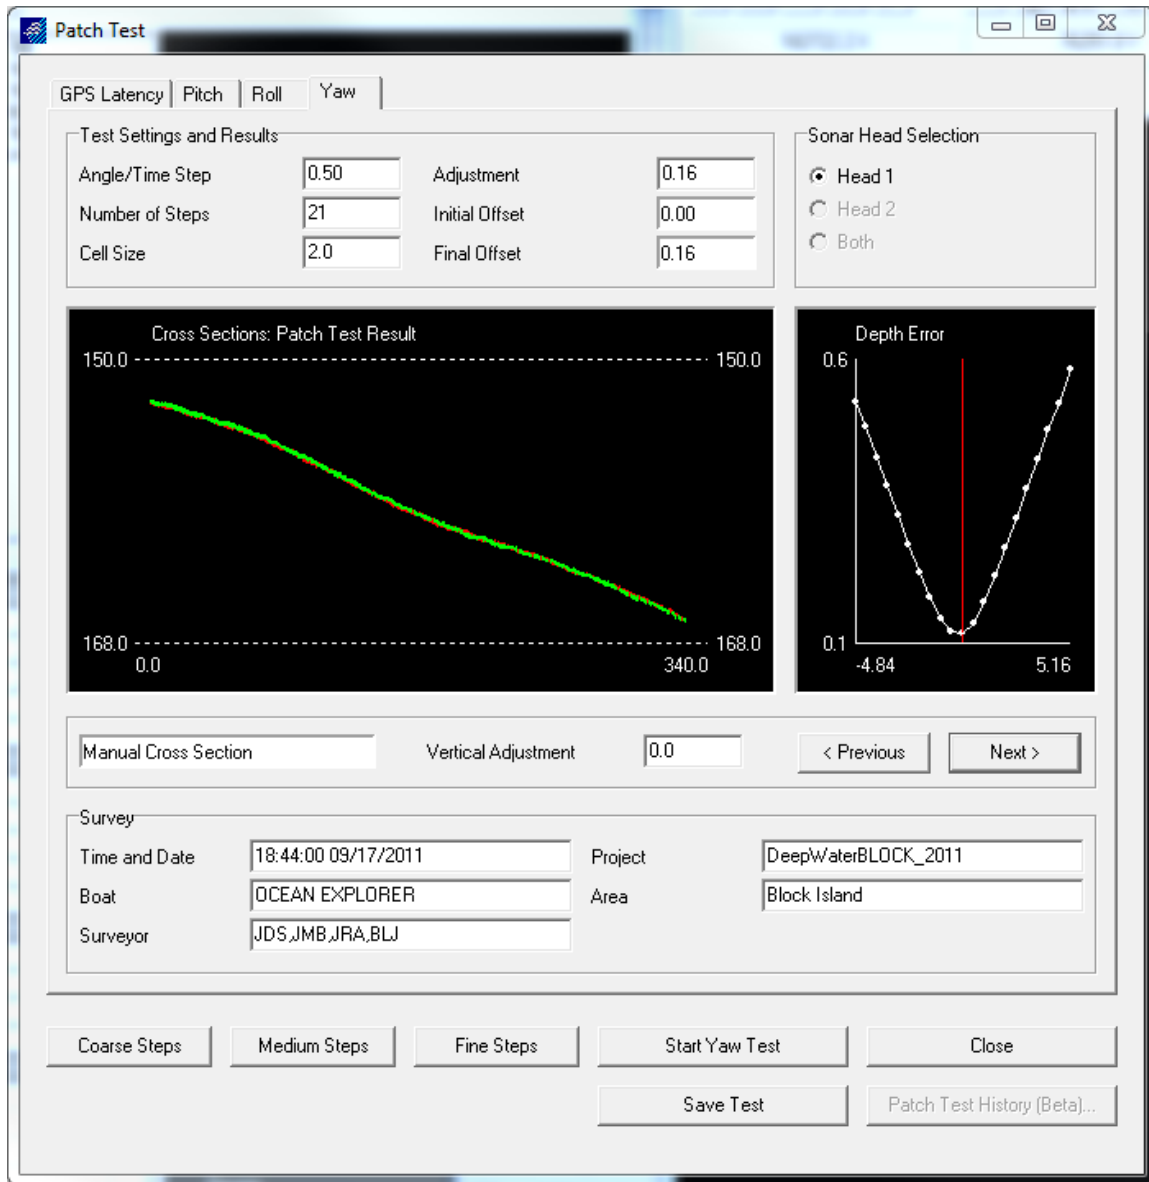 Patch Test
GPS Latency Pitch Roll Yaw
Test Settings and Results
Angle/Time Step 0.50 Adjustment 0.16
Number of Steps 21 Initial Offset 0.00
Cell Size 2.0 Final Offset 0.16
Sonar Head Selection
Head 1
Head 2
Both
Cross Sections: Patch Test Result
150.0 150.0
168.0 168.0
0.0 340.0
Depth Error
0.6
0.1
-4.84 5.16
Manual Cross Section Vertical Adjustment 0.0 < Previous Next >
Survey
Time and Date 18:44:00 09/17/2011 Project DeepWaterBLOCK_2011
Boat OCEAN EXPLORER Area Block Island
Surveyor JDS,JMB,JRA,BLJ
Coarse Steps Medium Steps Fine Steps Start Yaw Test Close
Save Test Patch Test History (Beta)...